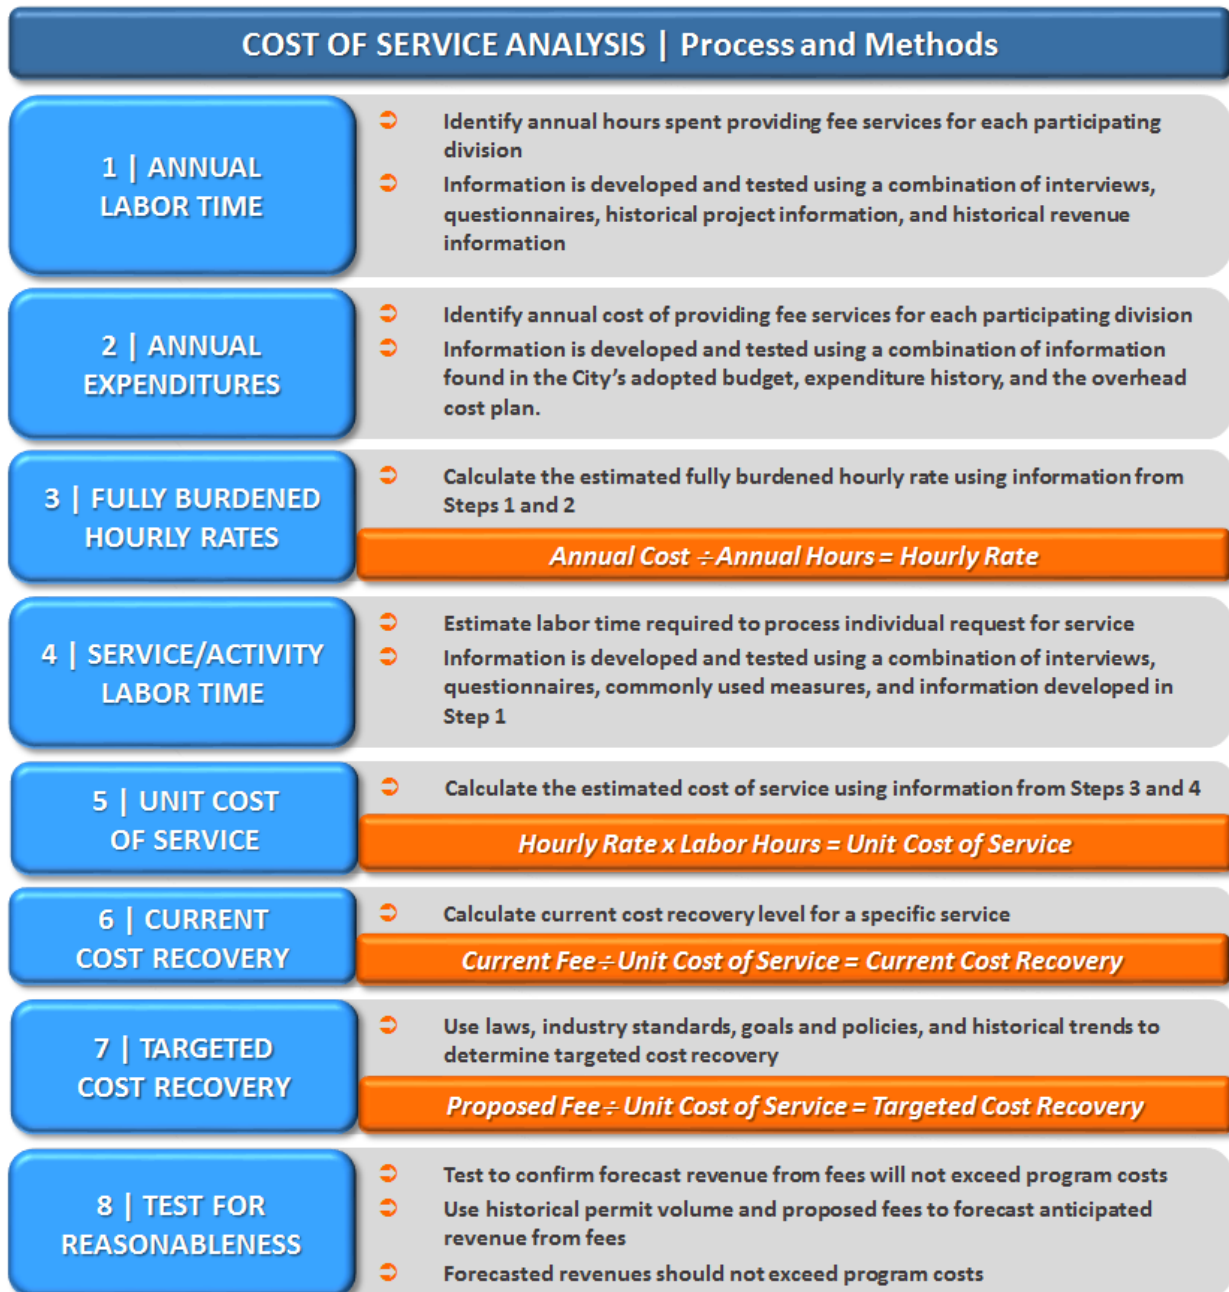 COST OF SERVICE ANALYSIS | Process and Methods
1 | ANNUAL
LABOR TIME
Identify annual hours spent providing fee services for each participating
division
Information is developed and tested using a combination of interviews,
questionnaires, historical project information, and historical revenue
information
2 | ANNUAL
EXPENDITURES
Identify annual cost of providing fee services for each participating division
Information is developed and tested using a combination of information
found in the City's adopted budget, expenditure history, and the overhead
cost plan.
3 | FULLY BURDENED
HOURLY RATES
Calculate the estimated fully burdened hourly rate using information from
Steps 1 and 2
Annual Cost ÷ Annual Hours = Hourly Rate
4 | SERVICE/ACTIVITY
LABOR TIME
Estimate labor time required to process individual request for service
Information is developed and tested using a combination of interviews,
questionnaires, commonly used measures, and information developed in
Step 1
5 | UNIT COST
OF SERVICE
Calculate the estimated cost of service using information from Steps 3 and 4
Hourly Rate x Labor Hours = Unit Cost of Service
6 | CURRENT
COST RECOVERY
Calculate current cost recovery level for a specific service
Current Fee ÷ Unit Cost of Service = Current Cost Recovery
7 | TARGETED
COST RECOVERY
Use laws, industry standards, goals and policies, and historical trends to
determine targeted cost recovery
Proposed Fee ÷ Unit Cost of Service = Targeted Cost Recovery
8 | TEST FOR
REASONABLENESS
Test to confirm forecast revenue from fees will not exceed program costs
Use historical permit volume and proposed fees to forecast anticipated
revenue from fees
Forecasted revenues should not exceed program costs